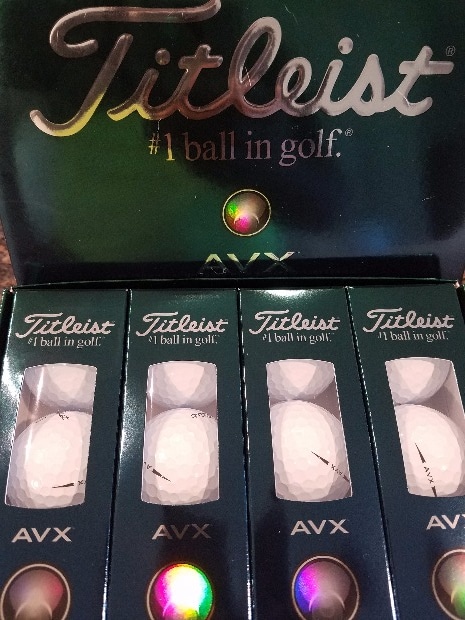 Titleist®
#1 ball in golf.®
AVX
Titleist
#1 ball in golf.
AVX
Titleist
#1 ball in golf.
AVX
Titleist
#1 ball in golf.
AVX
Titleist
#1 ball in golf.
AVX
AV